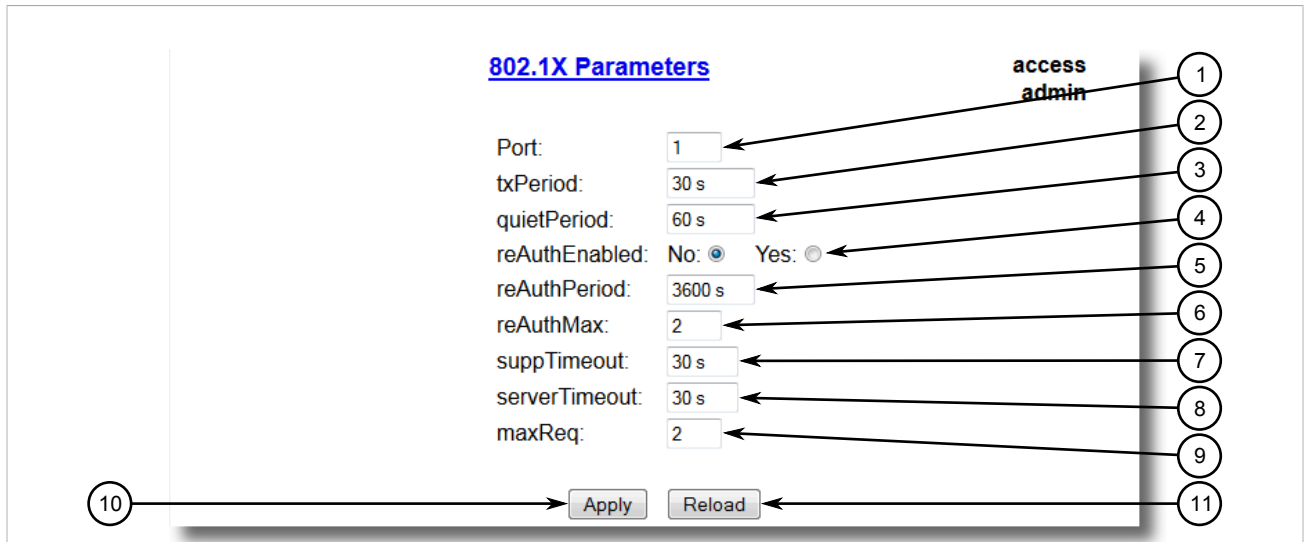 802.1X Parameters
access
admin
1
2
Port: 1
txPeriod: 30 s
3
quietPeriod: 60 s
4
reAuthEnabled: No: Yes:
5
reAuthPeriod: 3600 s
6
reAuthMax: 2
7
suppTimeout: 30 s
8
serverTimeout: 30 s
maxReq: 2
9
10
Apply Reload
11